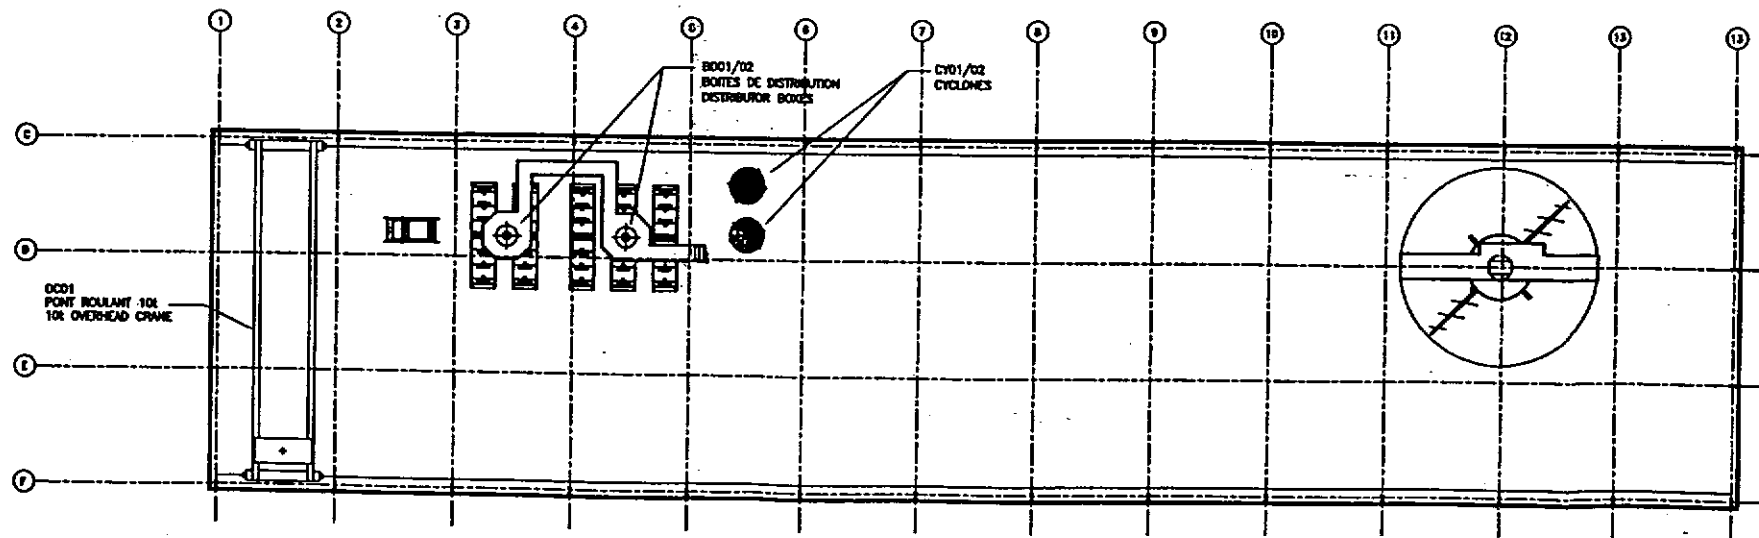 1 2 3 4 5 6 7 8 9 10 11 12 13 13
BD01/02
BOITES DE DISTRIBUTION
DISTRIBUTOR BOXES
CY01/02
CYCLONES
C
D
OC01
PONT ROULANT 10t
10t OVERHEAD CRANE
E
F